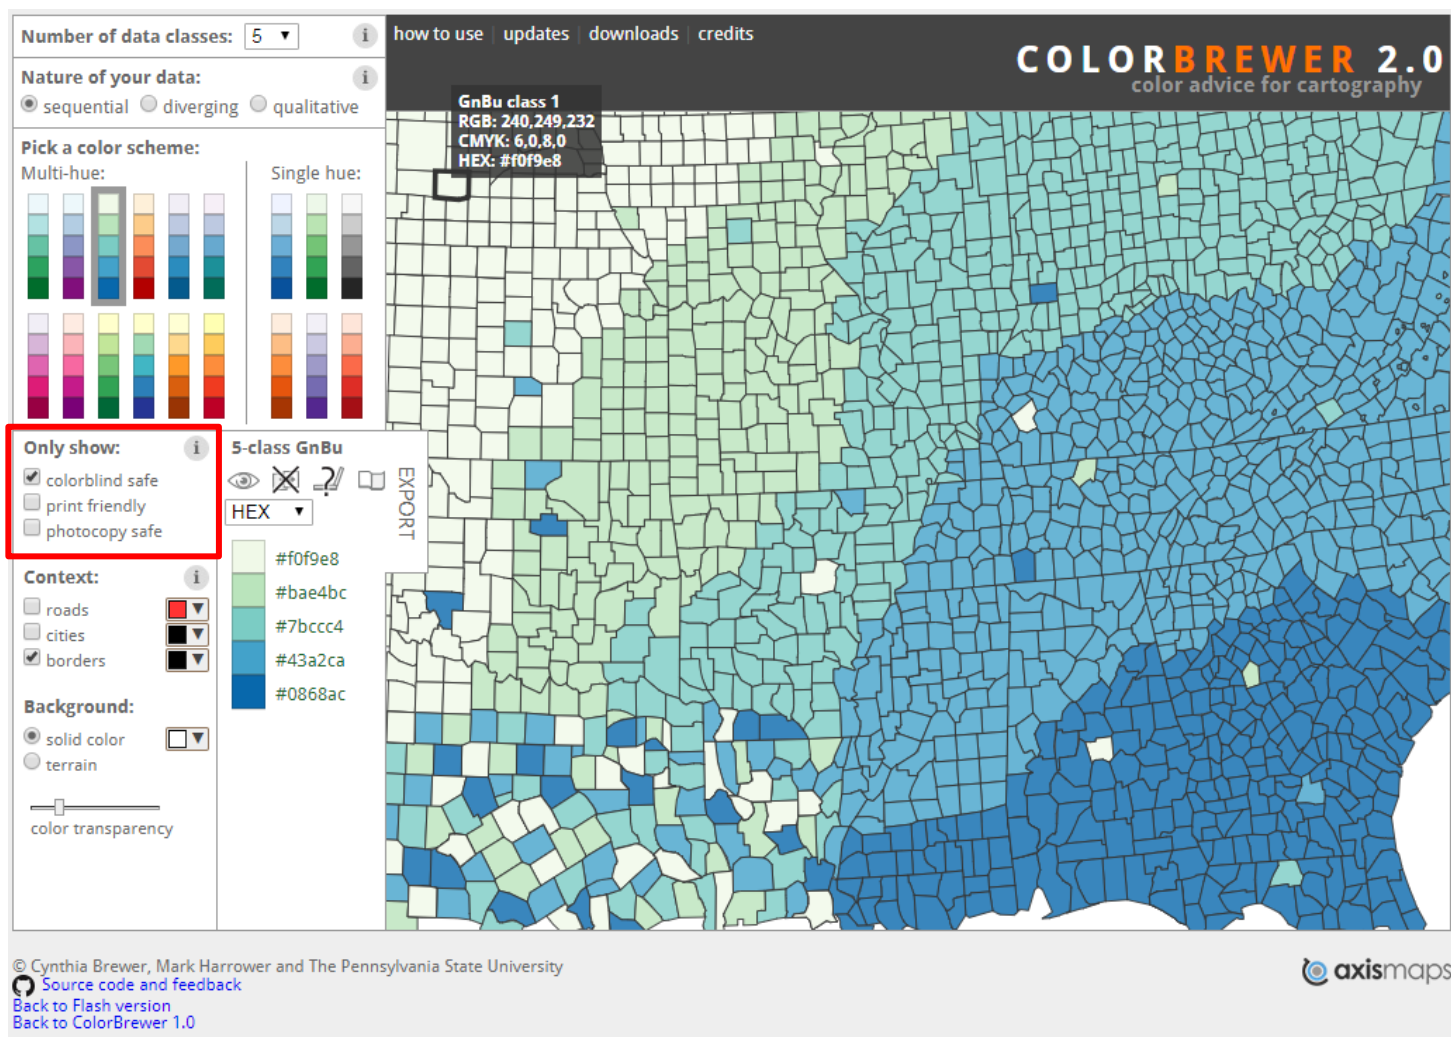 Number of data classes: 5
how to use updates downloads credits
COLORBREWER 2.0
color advice for cartography
Nature of your data:
sequential diverging qualitative
GnBu class 1
RGB: 240,249,232
CMYK: 6,0,8,0
HEX: #f0f9e8
Pick a color scheme:
Multi-hue: Single hue:
Only show:
colorblind safe
print friendly
photocopy safe
5-class GnBu
HEX
EXPORT
#f0f9e8
#bae4bc
#7bccc4
#43a2ca
#0868ac
Context:
roads
cities
borders
Background:
solid color
terrain
color transparency
© Cynthia Brewer, Mark Harrower and The Pennsylvania State University
Source code and feedback
Back to Flash version
Back to ColorBrewer 1.0
axismaps